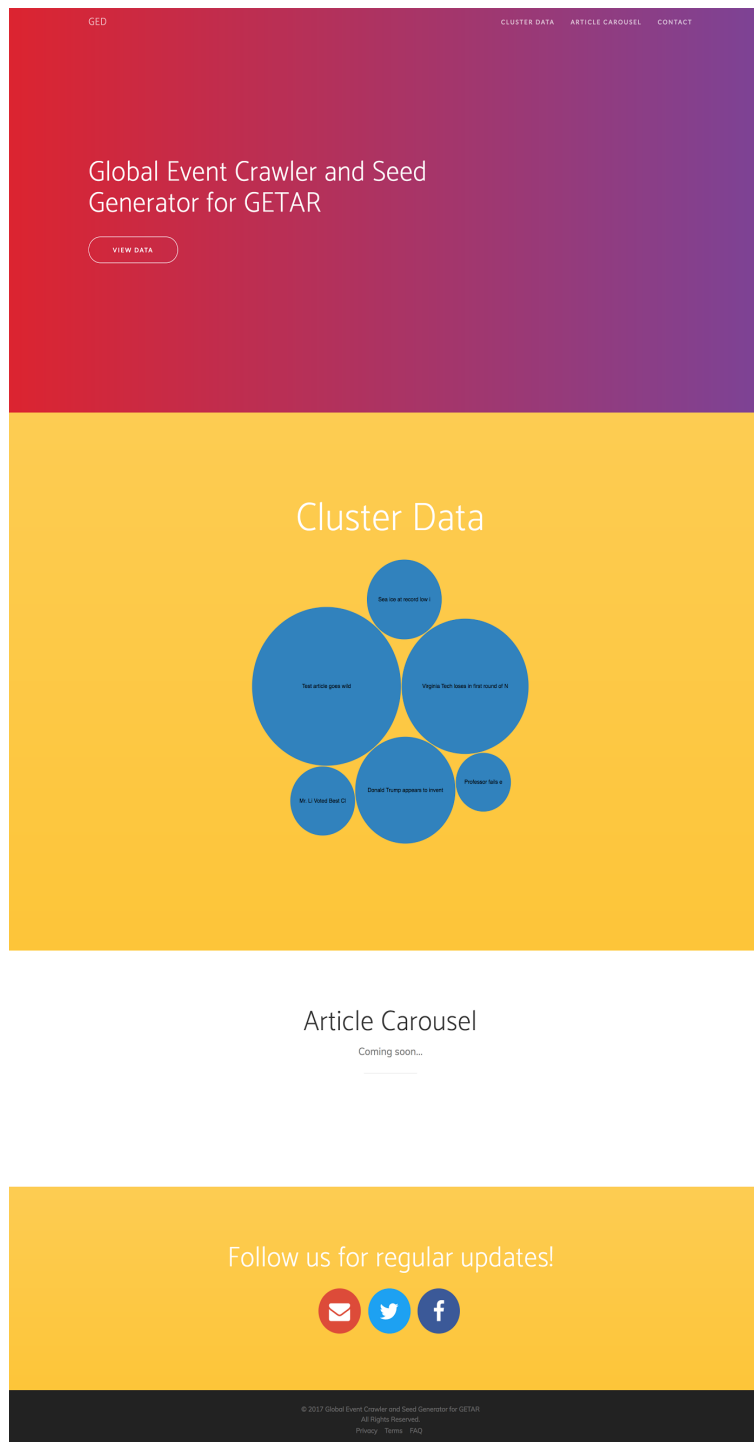 GED
CLUSTER DATA ARTICLE CAROUSEL CONTACT
Global Event Crawler and Seed
Generator for GETAR
VIEW DATA
Cluster Data
Sea ice at record low i
Test article goes wild
Virginia Tech loses in first round of N
Professor fails e
Donald Trump appears to invent
Mr. Li Voted Best Ci
Article Carousel
Coming soon...
Follow us for regular updates!
© 2017 Global Event Crawler and Seed Generator for GETAR
All Rights Reserved.
Privacy Terms FAQ